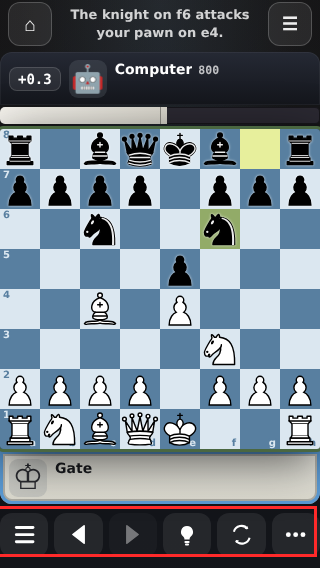 The knight on f6 attacks
your pawn on e4.
+0.3
Computer 800
8
7
6
5
4
3
2
1
d
e
f
g
Gate